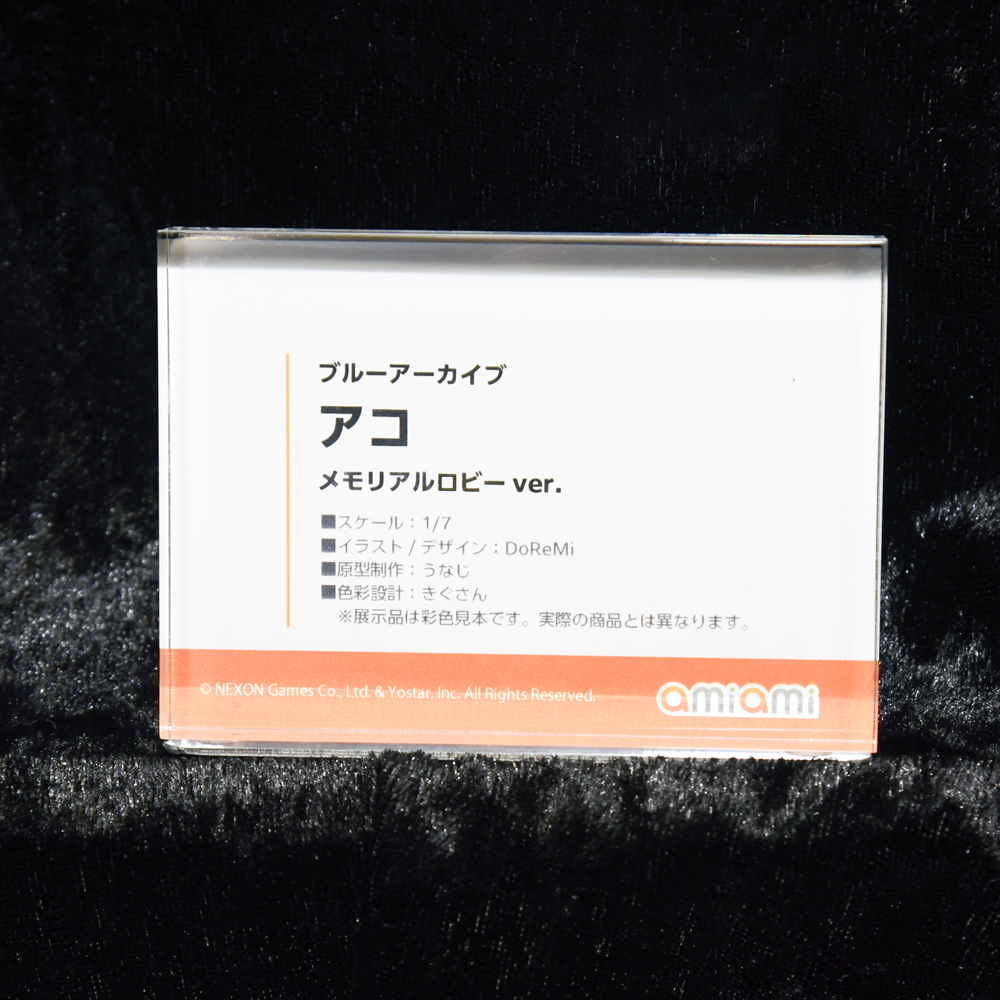 ブルーアーカイブ
アコ
メモリアルロビー ver.
■スケール：1/7
■イラスト / デザイン：DoReMi
■原型制作：うなじ
■色彩設計：きぐさん
※展示品は彩色見本です。実際の商品とは異なります。
© NEXON Games Co., Ltd. & Yostar, Inc. All Rights Reserved.
amiami